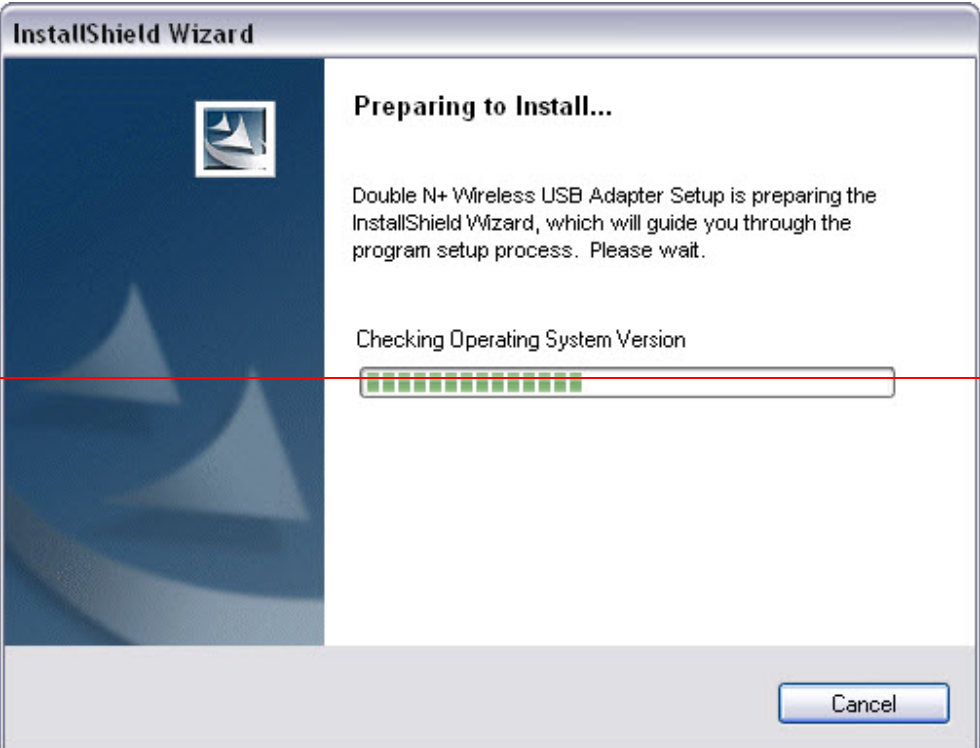 InstallShield Wizard
Preparing to Install...
Double N+ Wireless USB Adapter Setup is preparing the
InstallShield Wizard, which will guide you through the
program setup process.  Please wait.
Checking Operating System Version
Cancel